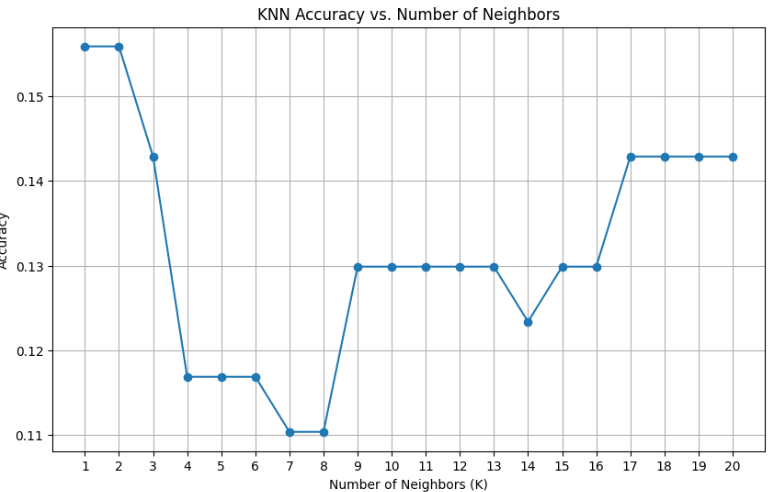 KNN Accuracy vs. Number of Neighbors
Accuracy
0.15
0.14
0.13
0.12
0.11
1 2 3 4 5 6 7 8 9 10 11 12 13 14 15 16 17 18 19 20
Number of Neighbors (K)